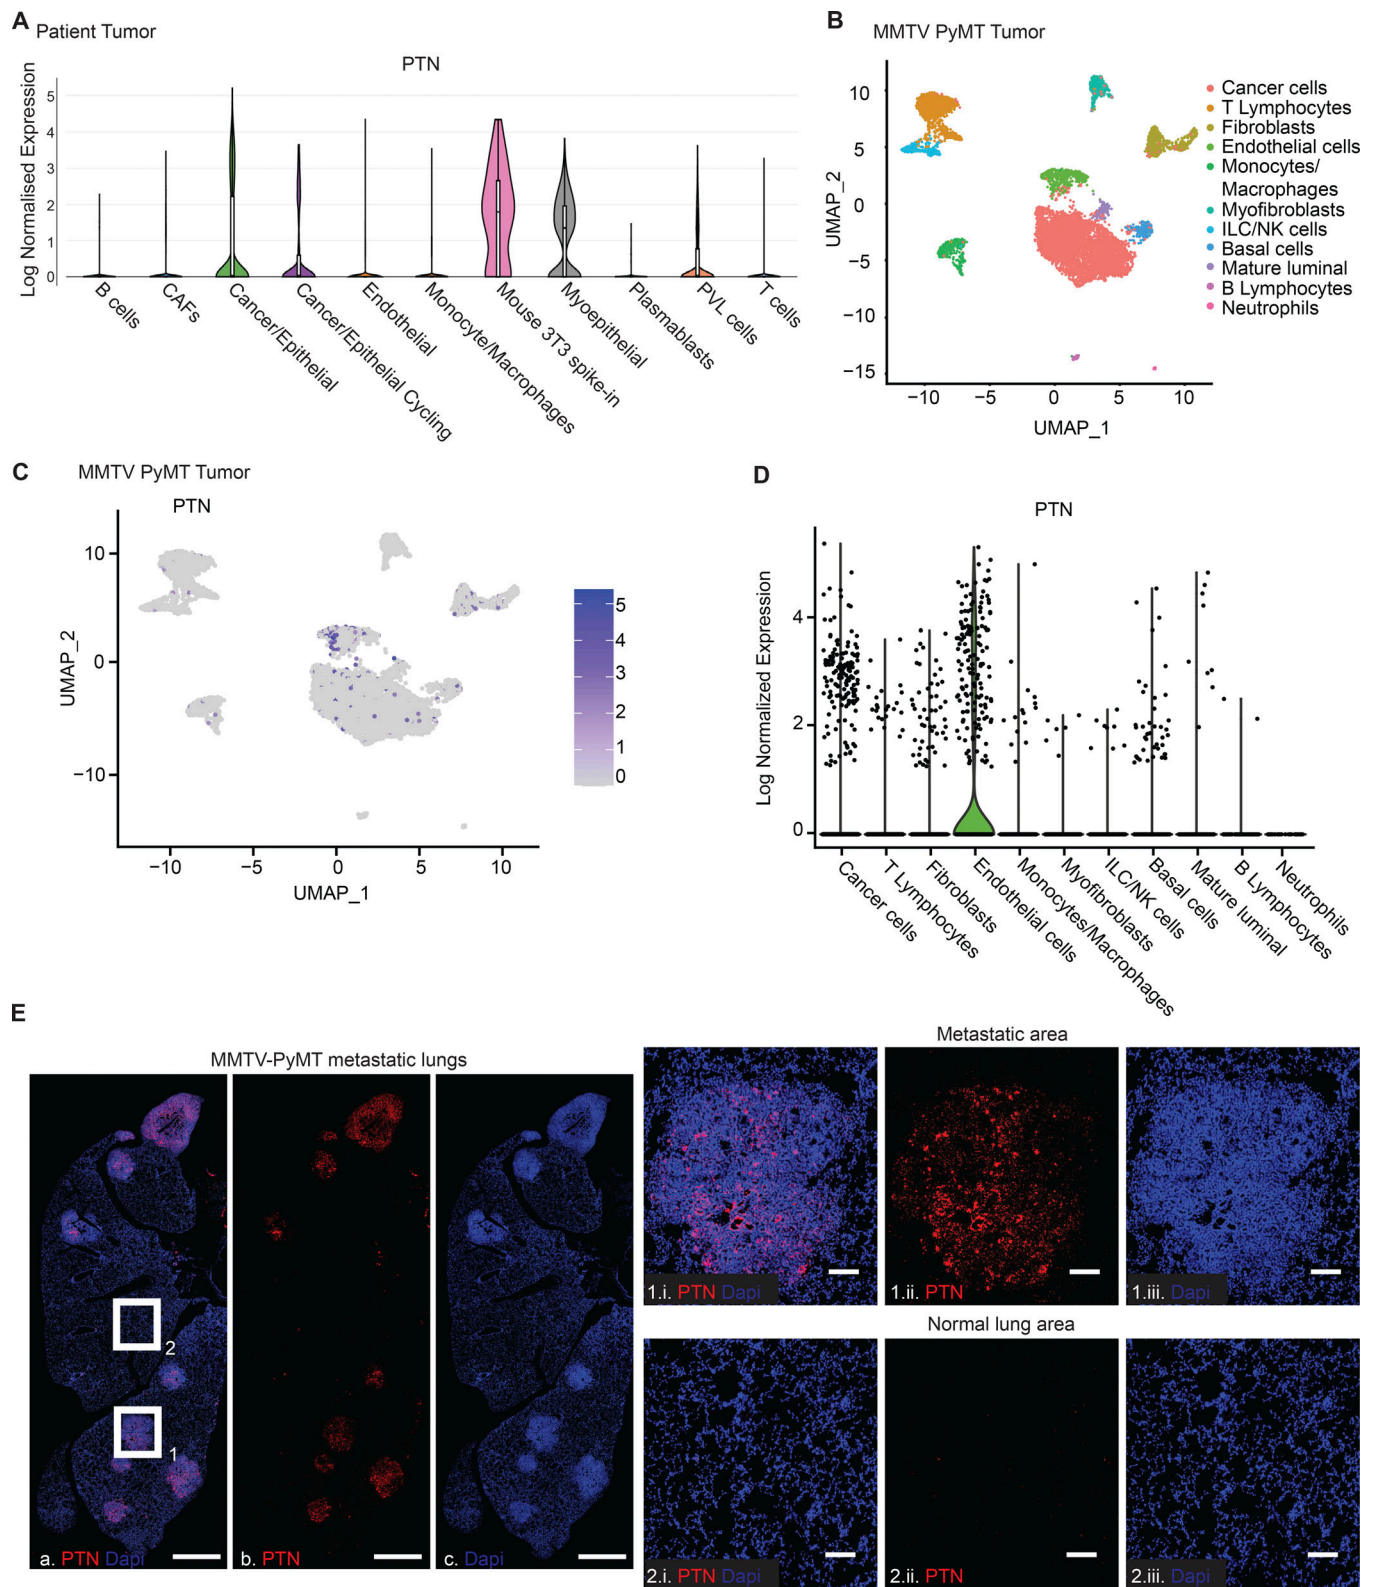 A Patient Tumor
PTN
Log Normalised Expression
5
4
3
2
1
0
B cells
CAFs
Cancer/Epithelial
Cancer/Epithelial Cycling
Endothelial
Monocyte/Macrophages
Mouse 3T3 spike-in
Myoepithelial
Plasmablasts
PVL cells
T cells
B MMTV PyMT Tumor
UMAP_2
10
5
0
−5
−10
−15
−10 −5 0 5 10
UMAP_1
Cancer cells
T Lymphocytes
Fibroblasts
Endothelial cells
Monocytes/
Macrophages
Myofibroblasts
ILC/NK cells
Basal cells
Mature luminal
B Lymphocytes
Neutrophils
C MMTV PyMT Tumor
PTN
UMAP_2
10
0
−10
−10 −5 0 5 10
UMAP_1
5
4
3
2
1
0
D
PTN
Log Normalized Expression
4
2
0
Cancer cells
T Lymphocytes
Fibroblasts
Endothelial cells
Monocytes/Macrophages
Myofibroblasts
ILC/NK cells
Basal cells
Mature luminal
B Lymphocytes
Neutrophils
E
MMTV-PyMT metastatic lungs
2
1
a. PTN Dapi
b. PTN
c. Dapi
Metastatic area
1.i. PTN Dapi
1.ii. PTN
1.iii. Dapi
Normal lung area
2.i. PTN Dapi
2.ii. PTN
2.iii. Dapi